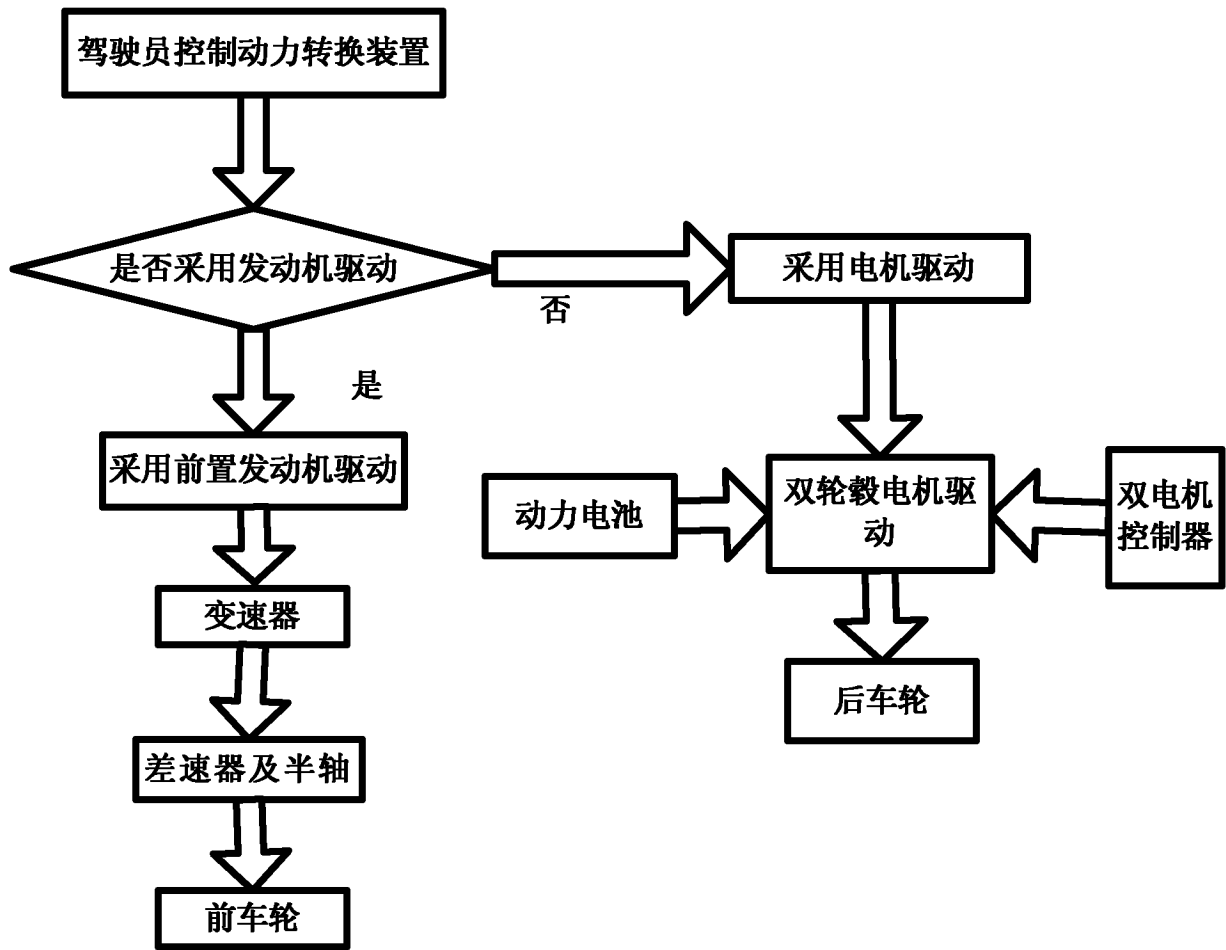 驾驶员控制动力转换装置
是否采用发动机驱动
否
采用电机驱动
是
采用前置发动机驱动
动力电池
双轮毂电机驱
动
双电机
控制器
变速器
后车轮
差速器及半轴
前车轮